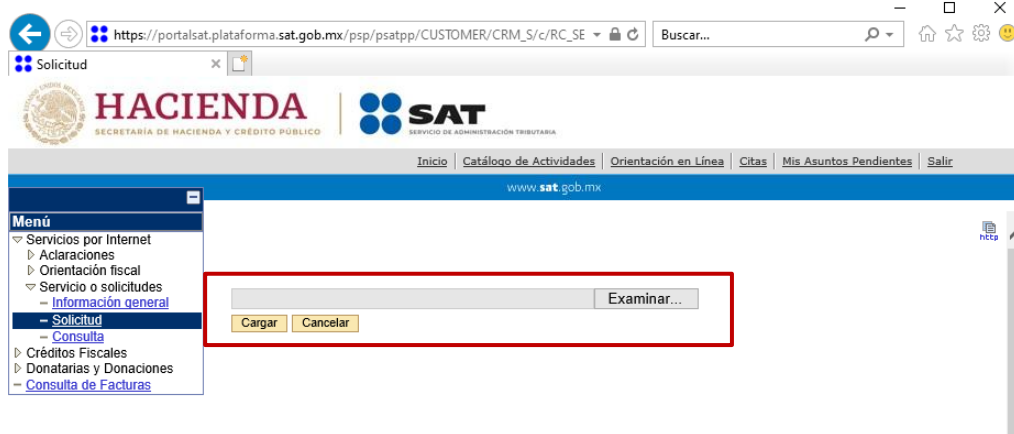 https://portalsat.plataforma.sat.gob.mx/psp/psatpp/CUSTOMER/CRM_S/c/RC_SE
Buscar...
Solicitud
HACIENDA
SECRETARÍA DE HACIENDA Y CRÉDITO PÚBLICO
SAT
SERVICIO DE ADMINISTRACIÓN TRIBUTARIA
Inicio | Catálogo de Actividades | Orientación en Línea | Citas | Mis Asuntos Pendientes | Salir
www.sat.gob.mx
Menú
Servicios por Internet
Aclaraciones
Orientación fiscal
Servicio o solicitudes
Información general
Solicitud
Consulta
Créditos Fiscales
Donatarias y Donaciones
Consulta de Facturas
http
Examinar...
Cargar Cancelar